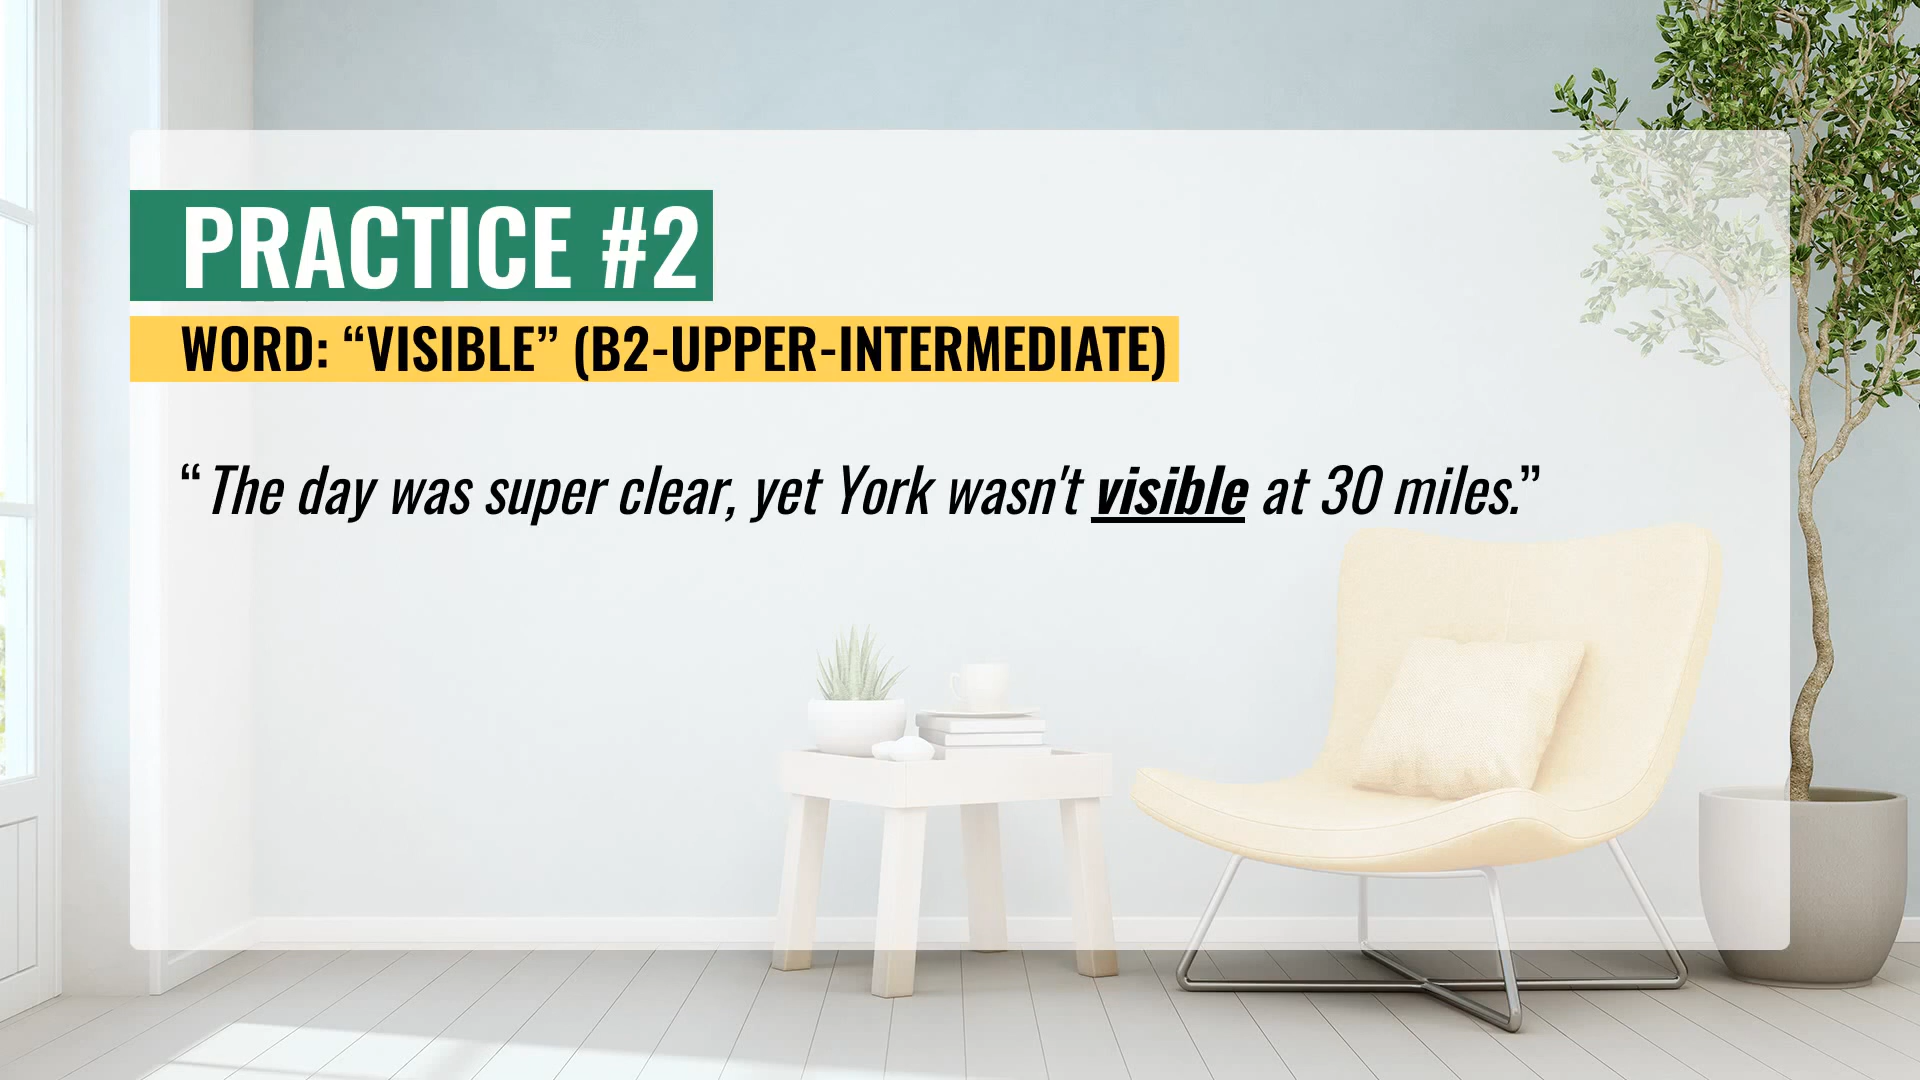 PRACTICE #2
WORD: “VISIBLE” (B2-UPPER-INTERMEDIATE)
“The day was super clear, yet York wasn't visible at 30 miles.”